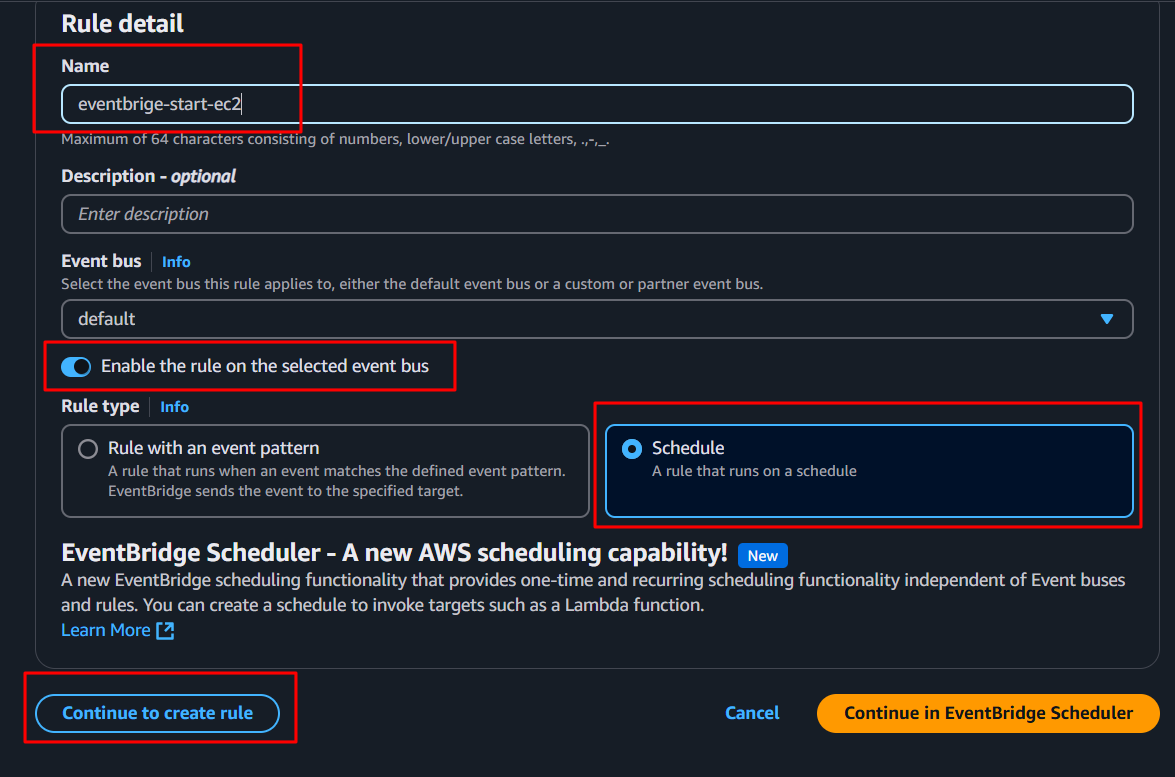 Rule detail
Name
eventbrige-start-ec2
Maximum of 64 characters consisting of numbers, lower/upper case letters, .,-,_.
Description - optional
Enter description
Event bus Info
Select the event bus this rule applies to, either the default event bus or a custom or partner event bus.
default
Enable the rule on the selected event bus
Rule type Info
Rule with an event pattern
A rule that runs when an event matches the defined event pattern.
EventBridge sends the event to the specified target.
Schedule
A rule that runs on a schedule
EventBridge Scheduler - A new AWS scheduling capability! New
A new EventBridge scheduling functionality that provides one-time and recurring scheduling functionality independent of Event buses
and rules. You can create a schedule to invoke targets such as a Lambda function.
Learn More
Continue to create rule Cancel Continue in EventBridge Scheduler